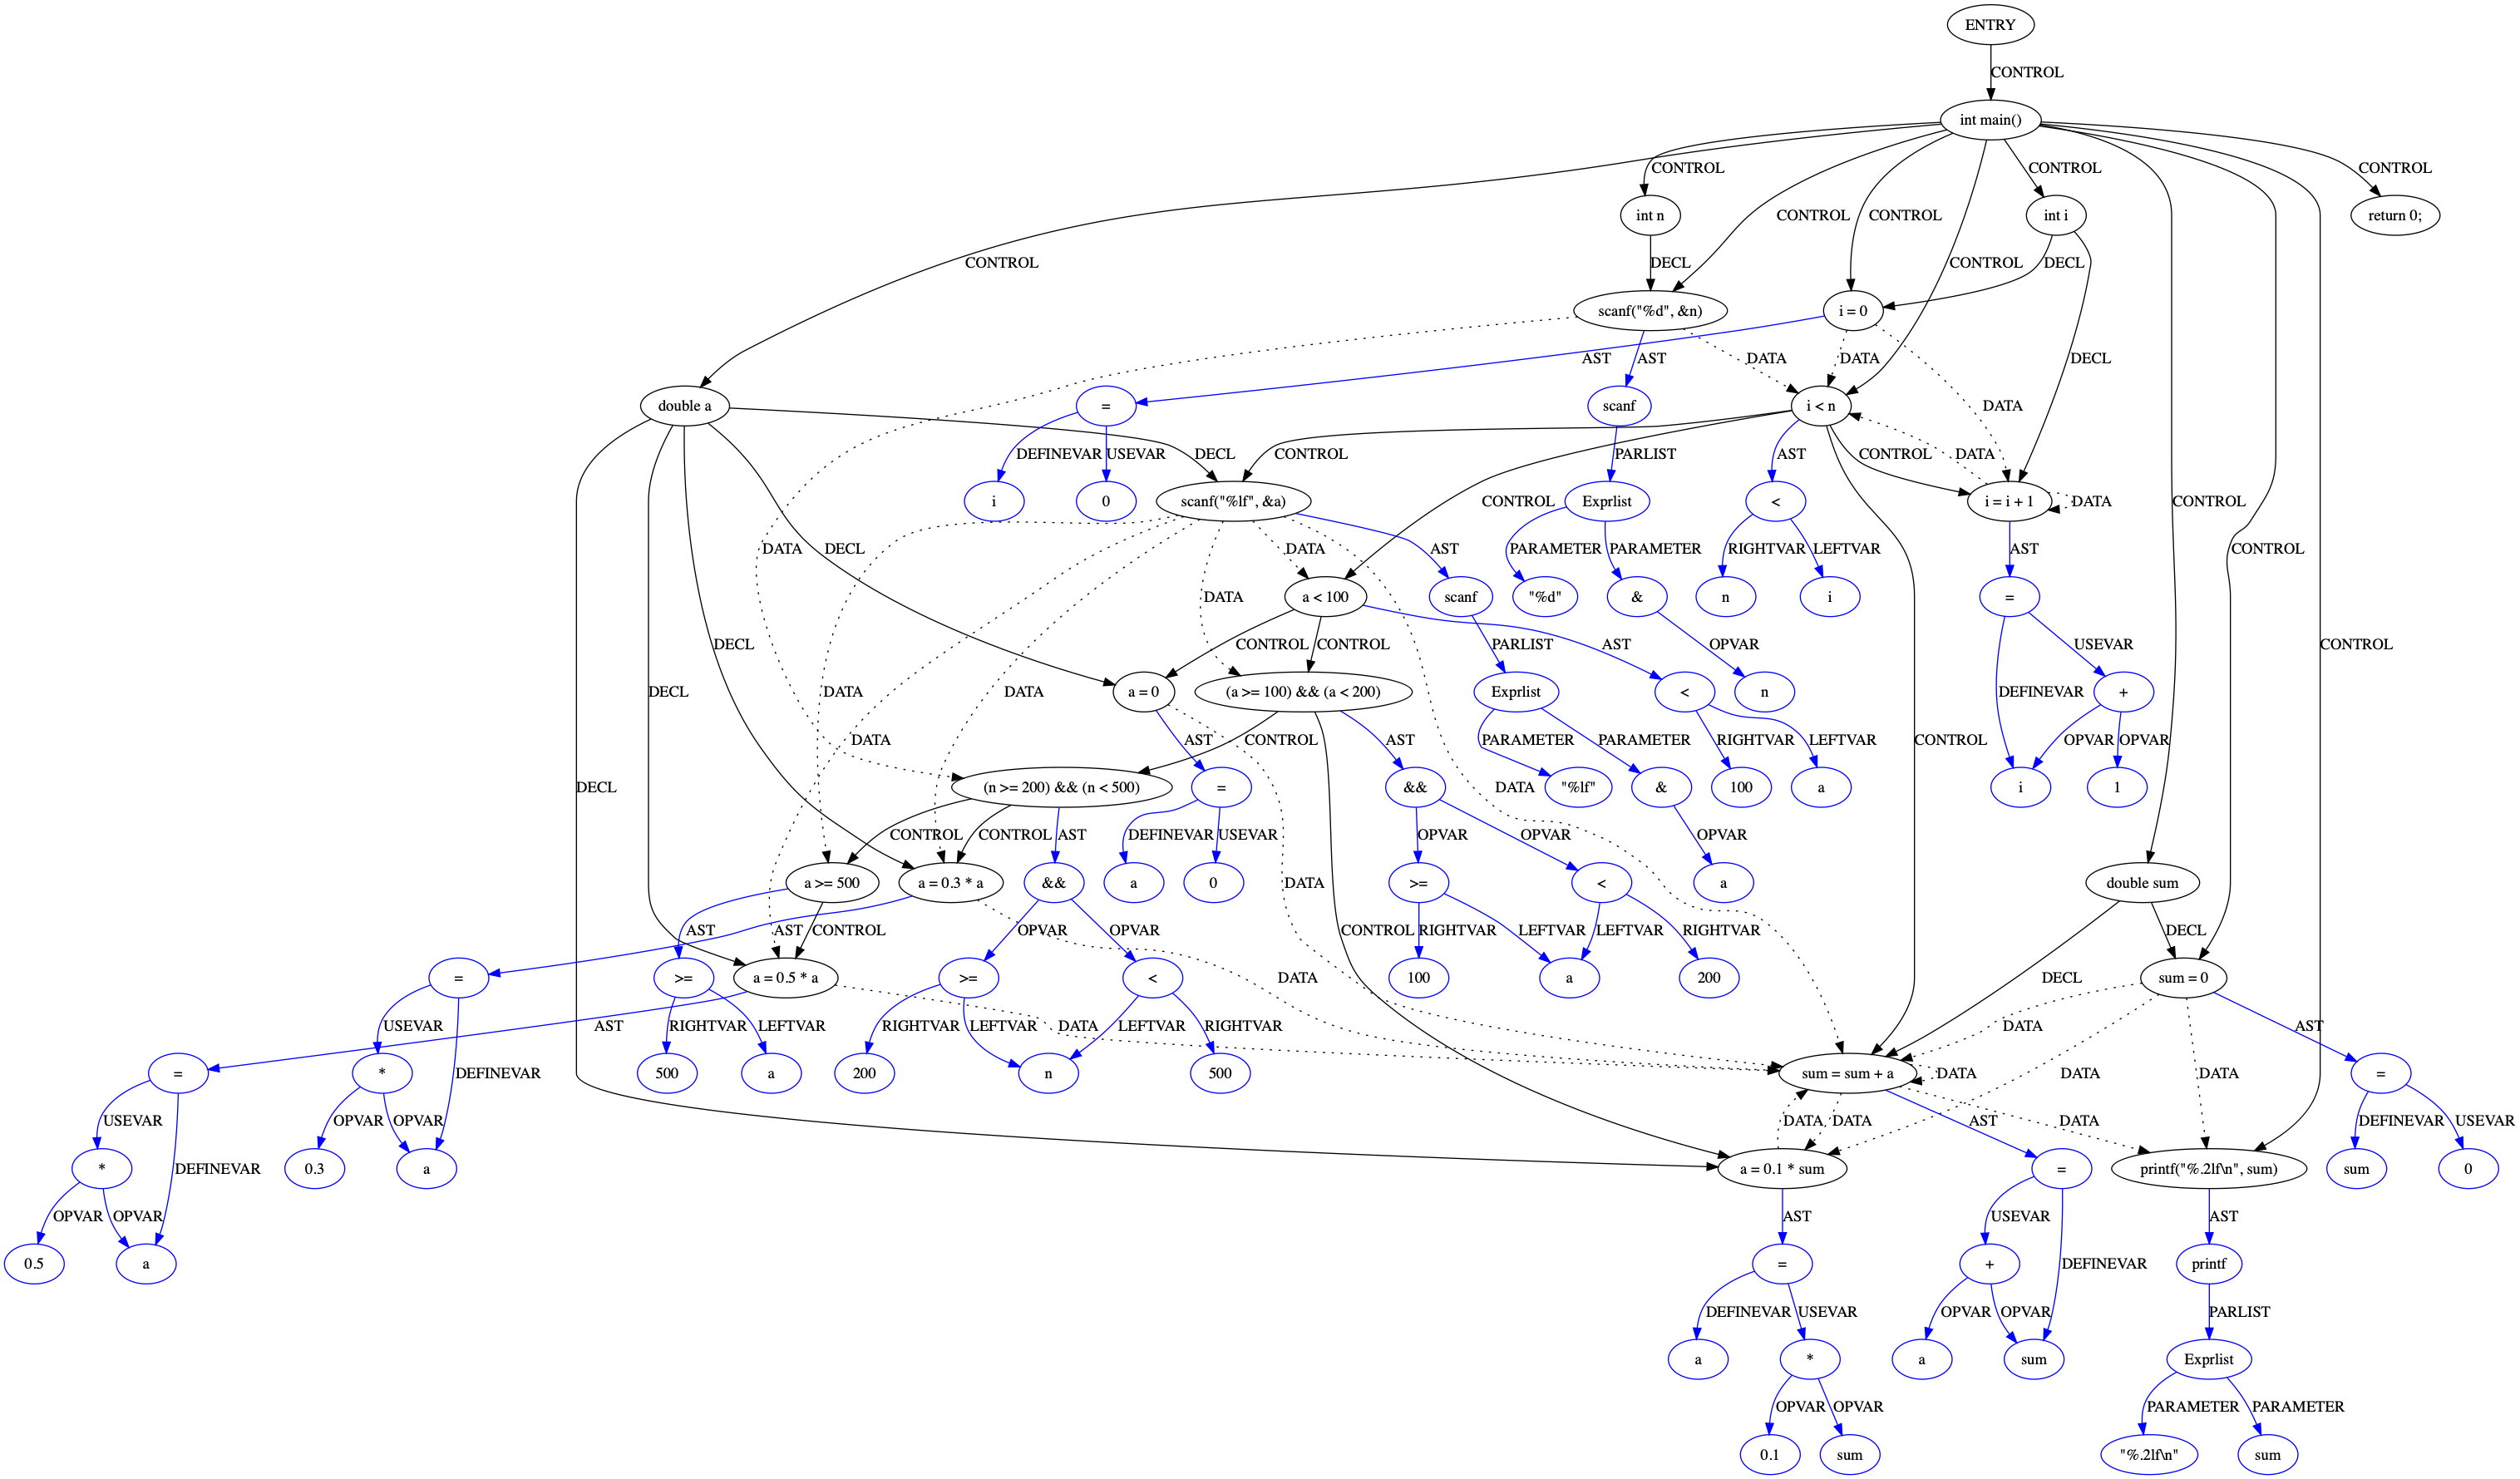 ENTRY
CONTROL
int main()
CONTROL CONTROL CONTROL
int n int i return 0;
CONTROL CONTROL
CONTROL DECL CONTROL DECL
scanf("%d", &n) i = 0
AST AST DATA DATA DECL
double a = scanf i < n DATA
DEFINEVAR USEVAR DECL CONTROL PARLIST AST CONTROL DATA
i 0 scanf("%lf", &a) Exprlist < i = i + 1 DATA CONTROL
CONTROL
DATA DECL DATA AST PARAMETER PARAMETER RIGHTVAR LEFTVAR AST CONTROL
DATA a < 100 scanf "%d" & n i =
DECL CONTROL CONTROL PARLIST AST OPVAR USEVAR CONTROL
DECL DATA DATA a = 0 (a >= 100) && (a < 200) Exprlist < n DEFINEVAR +
DATA AST CONTROL AST PARAMETER PARAMETER RIGHTVAR LEFTVAR CONTROL OPVAR OPVAR
DECL (n >= 200) && (n < 500) = && DATA "%lf" & 100 a i 1
CONTROL CONTROL AST DEFINEVAR USEVAR OPVAR OPVAR OPVAR
a >= 500 a = 0.3 * a && a 0 DATA >= < a double sum
AST AST CONTROL OPVAR OPVAR CONTROL RIGHTVAR LEFTVAR LEFTVAR RIGHTVAR DECL
= >= a = 0.5 * a >= < DATA 100 a 200 DECL sum = 0
USEVAR AST RIGHTVAR LEFTVAR RIGHTVAR LEFTVAR DATA LEFTVAR RIGHTVAR DATA AST
= * DEFINEVAR 500 a 200 n 500 sum = sum + a DATA DATA DATA =
USEVAR OPVAR OPVAR DATA DATA AST DATA DEFINEVAR USEVAR
* DEFINEVAR 0.3 a a = 0.1 * sum = printf("%.2lf\n", sum) sum 0
OPVAR OPVAR AST USEVAR AST
0.5 a = + DEFINEVAR printf
DEFINEVAR USEVAR OPVAR OPVAR PARLIST
a * a sum Exprlist
OPVAR OPVAR PARAMETER PARAMETER
0.1 sum "%.2lf\n" sum